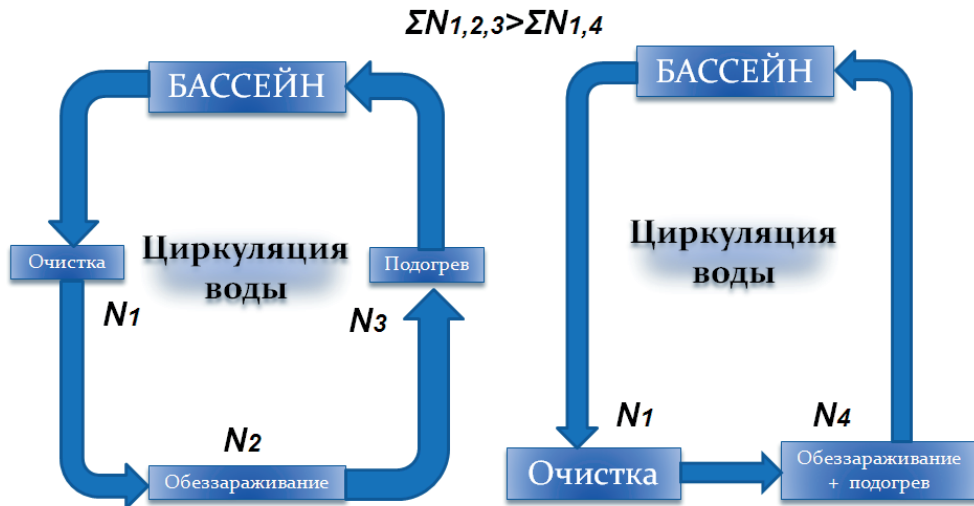 ΣN1,2,3>ΣN1,4
БАССЕЙН
Очистка
Циркуляция
воды
Подогрев
N1
N3
N2
Обеззараживание
БАССЕЙН
Циркуляция
воды
N1
N4
Очистка
Обеззараживание
+ подогрев